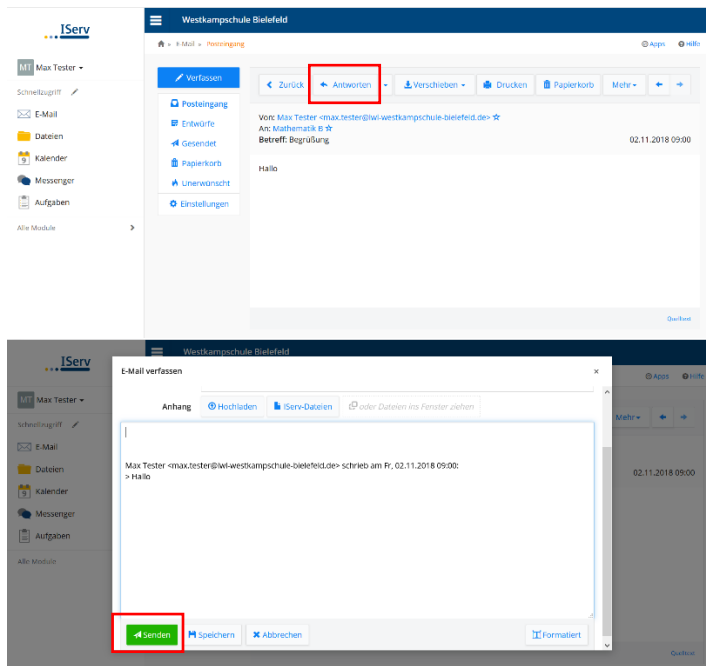 IServ
Westkampschule Bielefeld
E-Mail » Posteingang
Apps Hilfe
MT Max Tester
Schnellzugriff
E-Mail
Dateien
Kalender
Messenger
Aufgaben
Alle Module
Verfassen
Posteingang
Entwürfe
Gesendet
Papierkorb
Unerwünscht
Einstellungen
Zurück Antworten Verschieben Drucken Papierkorb Mehr
Von: Max Tester <max.tester@lwl-westkampschule-bielefeld.de>
An: Mathematik B
Betreff: Begrüßung 02.11.2018 09:00
Hallo
Quelltext
IServ
Westkampschule Bielefeld
Apps Hilfe
MT Max Tester
Schnellzugriff
E-Mail
Dateien
9 Kalender
Messenger
Aufgaben
Alle Module
Mehr
02.11.2018 09:00
E-Mail verfassen ×
Anhang Hochladen IServ-Dateien oder Dateien ins Fenster ziehen
Max Tester <max.tester@lwl-westkampschule-bielefeld.de> schrieb am Fr, 02.11.2018 09:00:
> Hallo
Senden Speichern Abbrechen Formatiert
Quelltext